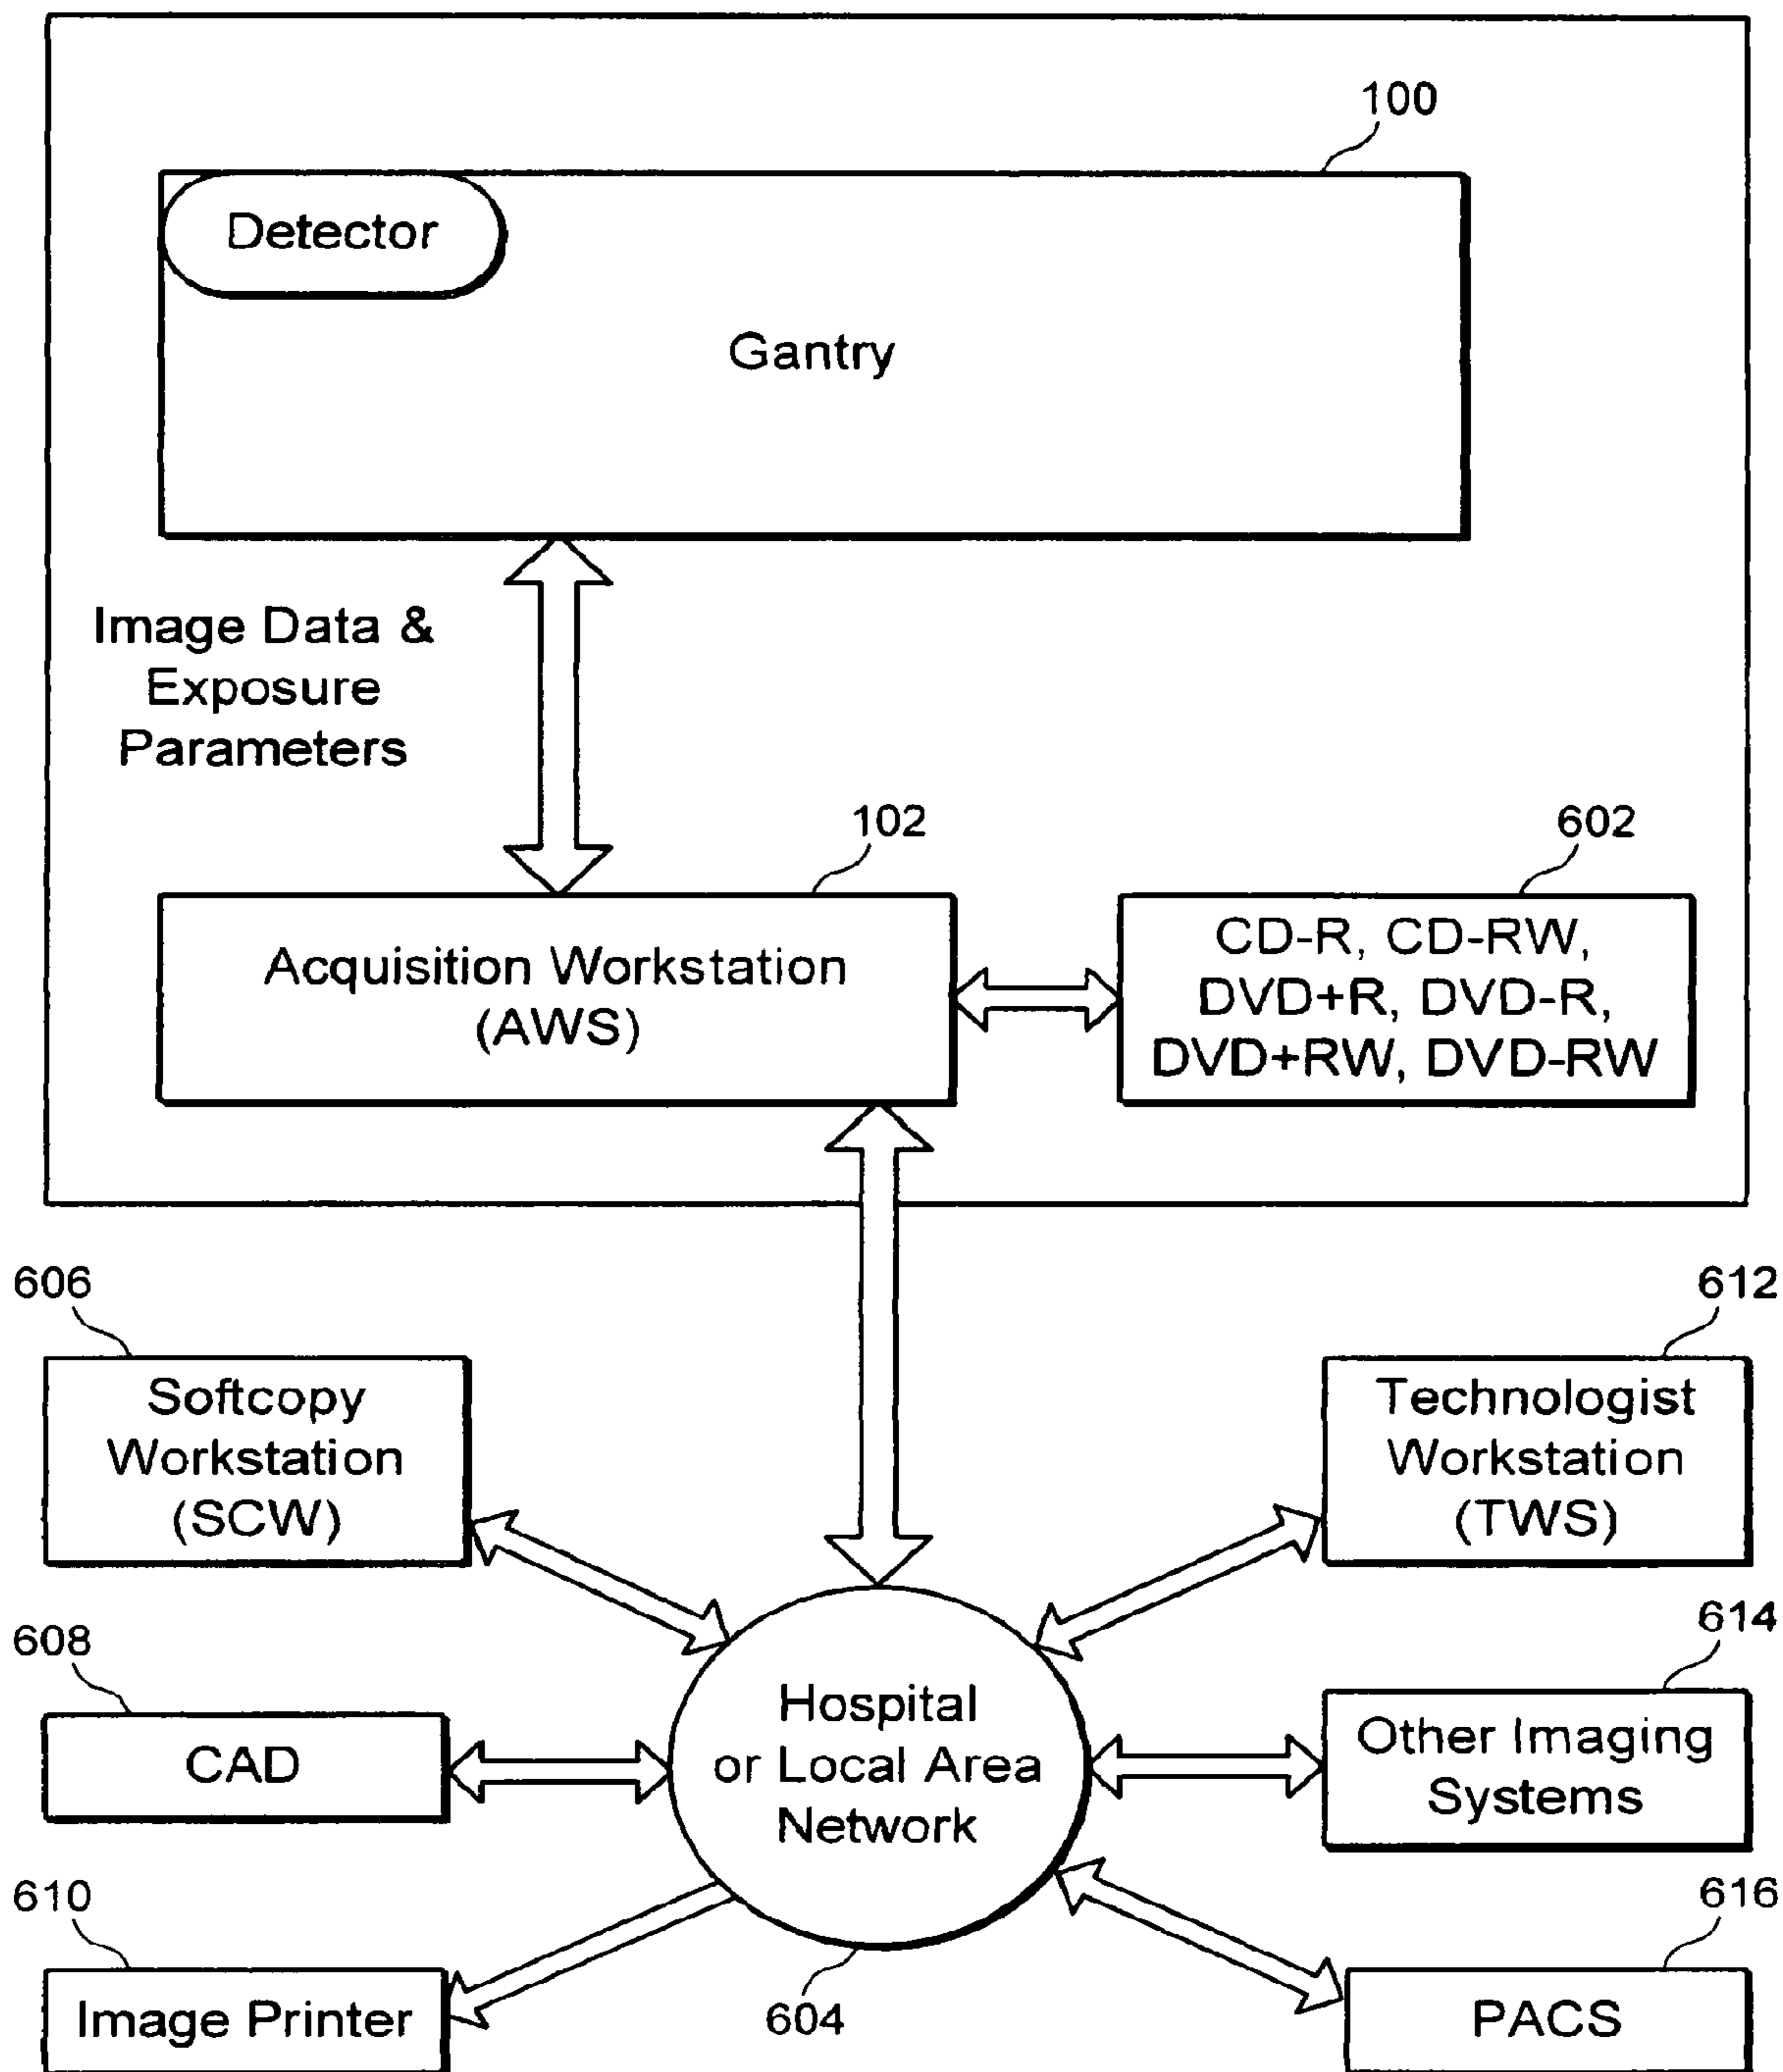 100
Detector
Gantry
Image Data &
Exposure
Parameters
102
602
Acquisition Workstation
(AWS)
CD-R, CD-RW,
DVD+R, DVD-R,
DVD+RW, DVD-RW
606
612
Softcopy
Workstation
(SCW)
Technologist
Workstation
(TWS)
608
614
Hospital
or Local Area
Network
CAD
Other Imaging
Systems
610
616
Image Printer
604
PACS